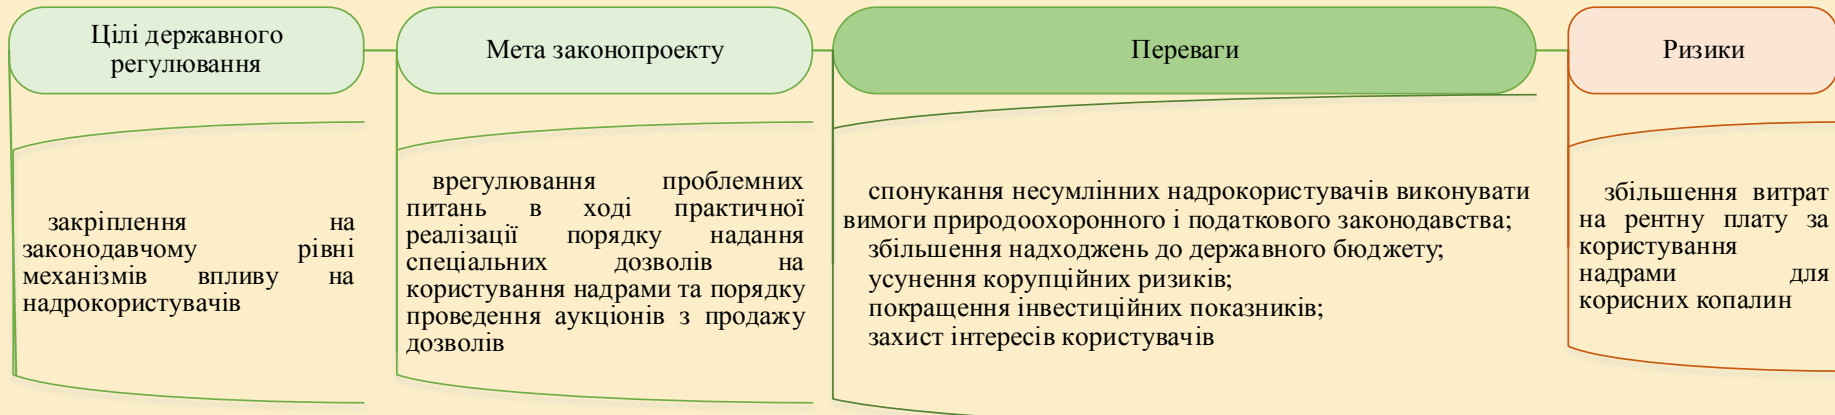 Цілі державного
регулювання
закріплення на
законодавчому рівні
механізмів впливу на
надрокористувачів
Мета законопроекту
врегулювання проблемних
питань в ході практичної
реалізації порядку надання
спеціальних дозволів на
користування надрами та порядку
проведення аукціонів з продажу
дозволів
Переваги
спонукання несумлінних надрокористувачів виконувати
вимоги природоохоронного і податкового законодавства;
збільшення надходжень до державного бюджету;
усунення корупційних ризиків;
покращення інвестиційних показників;
захист інтересів користувачів
Ризики
збільшення витрат
на рентну плату за
користування
надрами для
корисних копалин